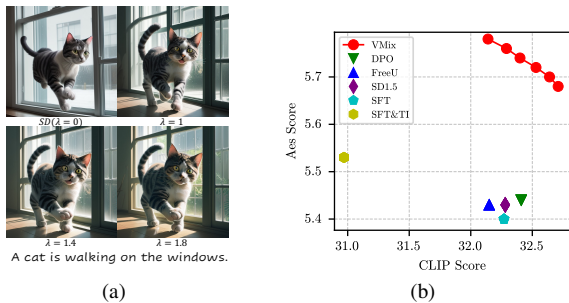 SD(λ = 0)
λ = 1
λ = 1.4
λ = 1.8
A cat is walking on the windows.
(a)
VMix
DPO
FreeU
SD1.5
SFT
SFT&TI
Aes Score
5.7
5.6
5.5
5.4
31.0 31.5 32.0 32.5
CLIP Score
(b)